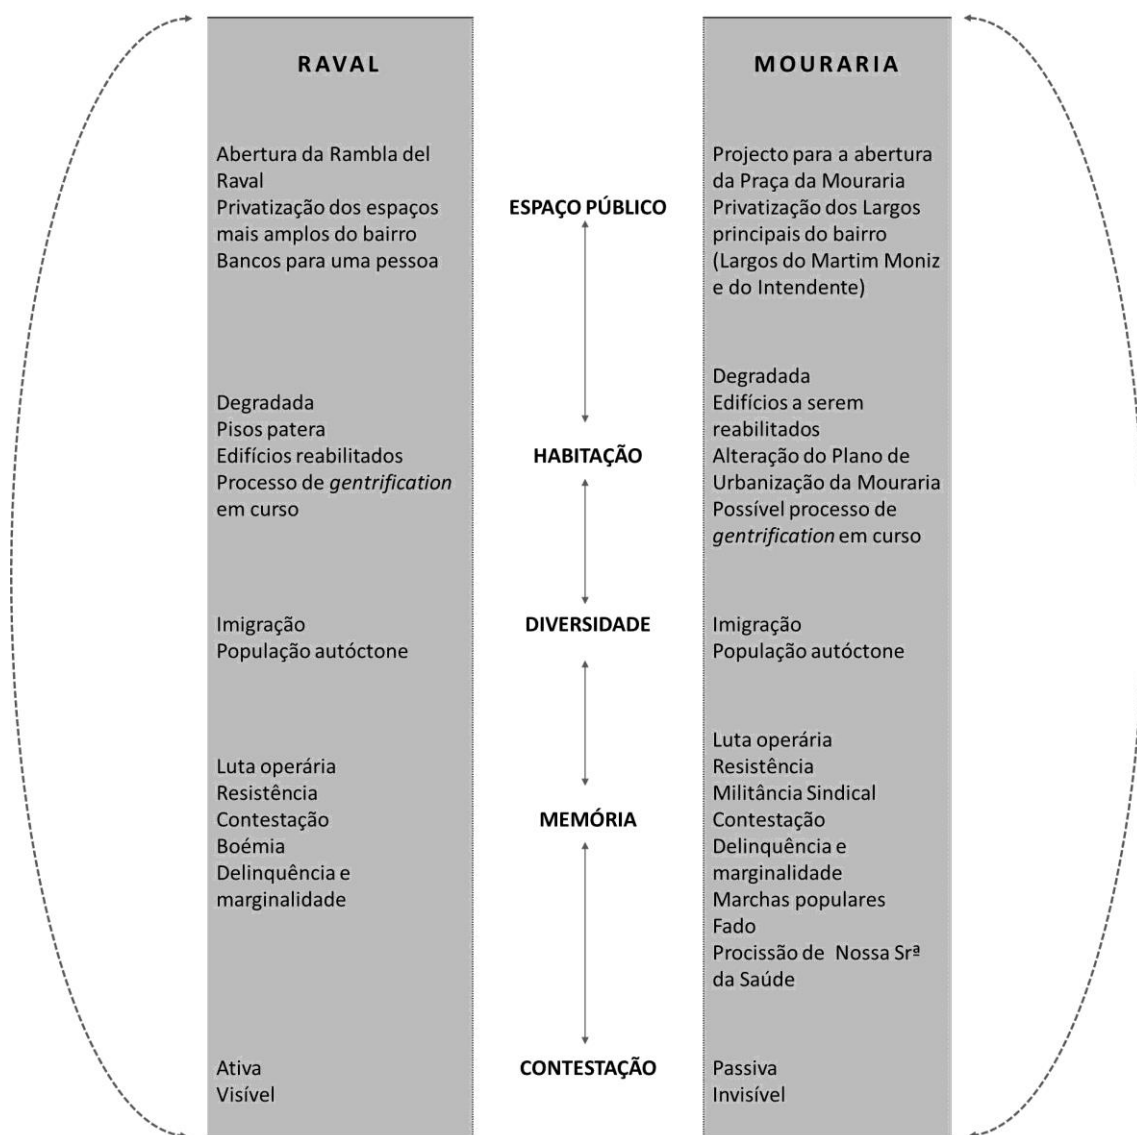 RAVAL
MOURARIA
Abertura da Rambla del
Raval
Privatização dos espaços
mais amplos do bairro
Bancos para uma pessoa
ESPAÇO PÚBLICO
Projecto para a abertura
da Praça da Mouraria
Privatização dos Largos
principais do bairro
(Largos do Martim Moniz
e do Intendente)
Degradada
Pisos patera
Edifícios reabilitados
Processo de gentrification
em curso
HABITAÇÃO
Degradada
Edifícios a serem
reabilitados
Alteração do Plano de
Urbanização da Mouraria
Possível processo de
gentrification em curso
Imigração
População autóctone
DIVERSIDADE
Imigração
População autóctone
Luta operária
Resistência
Contestação
Boémia
Delinquência e
marginalidade
MEMÓRIA
Luta operária
Resistência
Militância Sindical
Contestação
Delinquência e
marginalidade
Marchas populares
Fado
Procissão de Nossa Srª
da Saúde
Ativa
Visível
CONTESTAÇÃO
Passiva
Invisível